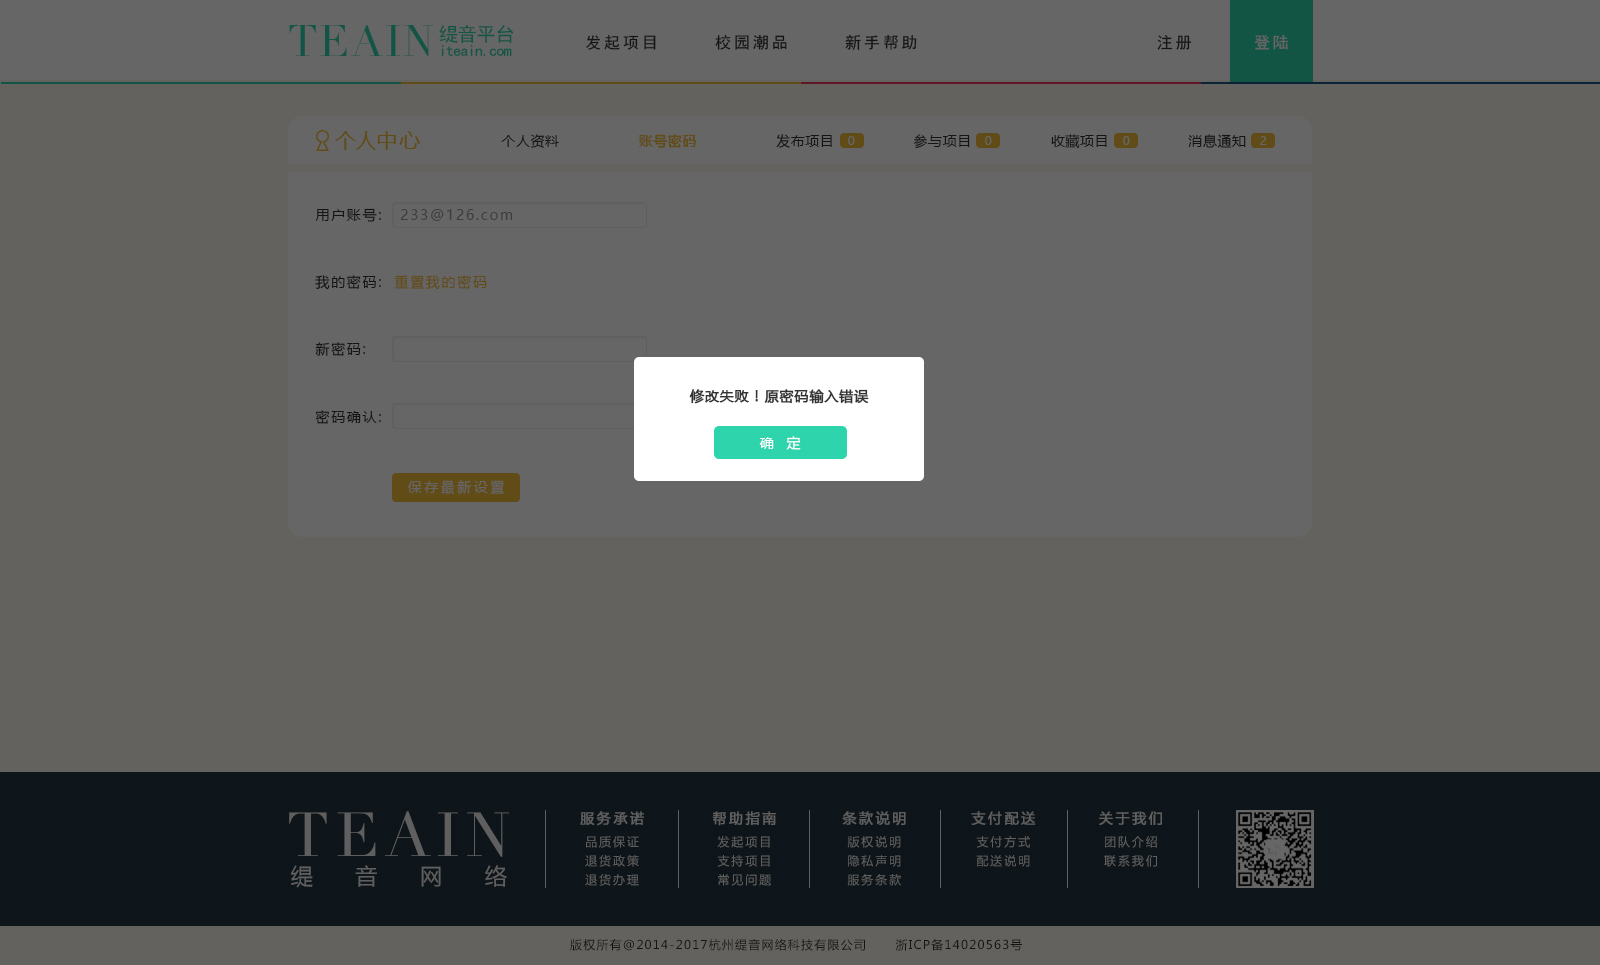 TEAIN 缇音平台
iteain.com
发起项目 校园潮品 新手帮助 注册 登陆
个人中心 个人资料 账号密码 发布项目 0 参与项目 0 收藏项目 0 消息通知 2
用户账号: 233@126.com
我的密码: 重置我的密码
新密码:
密码确认:
保存最新设置
修改失败！原密码输入错误
确 定
TEAIN
缇音网络
服务承诺
品质保证
退货政策
退货办理
帮助指南
发起项目
支持项目
常见问题
条款说明
版权说明
隐私声明
服务条款
支付配送
支付方式
配送说明
关于我们
团队介绍
联系我们
版权所有@2014-2017杭州缇音网络科技有限公司 浙ICP备14020563号